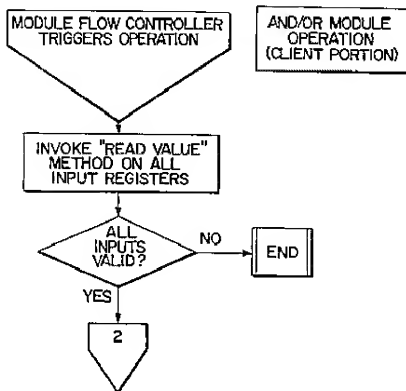 MODULE FLOW CONTROLLER
TRIGGERS OPERATION
AND/OR MODULE
OPERATION
(CLIENT PORTION)
INVOKE "READ VALUE"
METHOD ON ALL
INPUT REGISTERS
ALL
INPUTS
VALID?
NO
END
YES
2